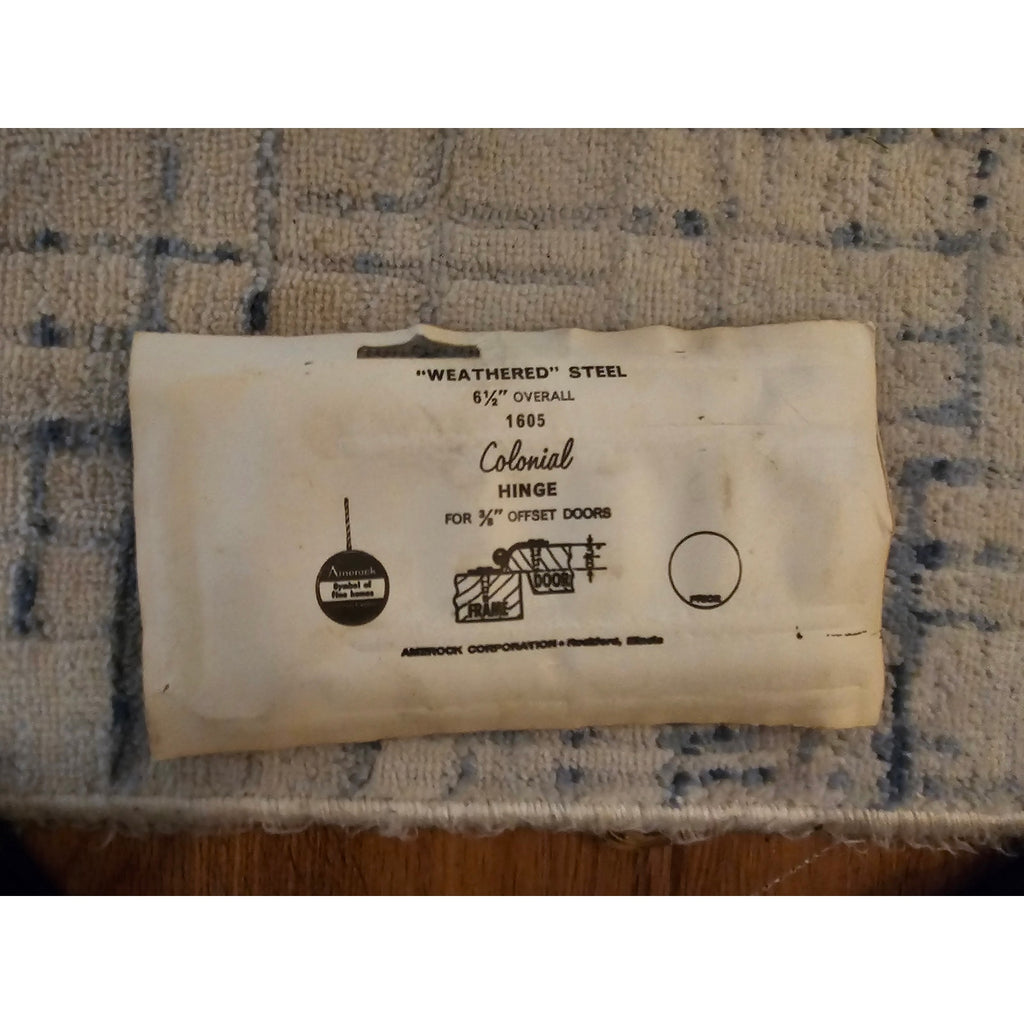 "WEATHERED" STEEL
6½" OVERALL
1605
Colonial
HINGE
FOR ⅜" OFFSET DOORS
Amerock
Symbol of
fine homes
DOOR
FRAME
PRICE
AMEROCK CORPORATION • Rockford, Illinois